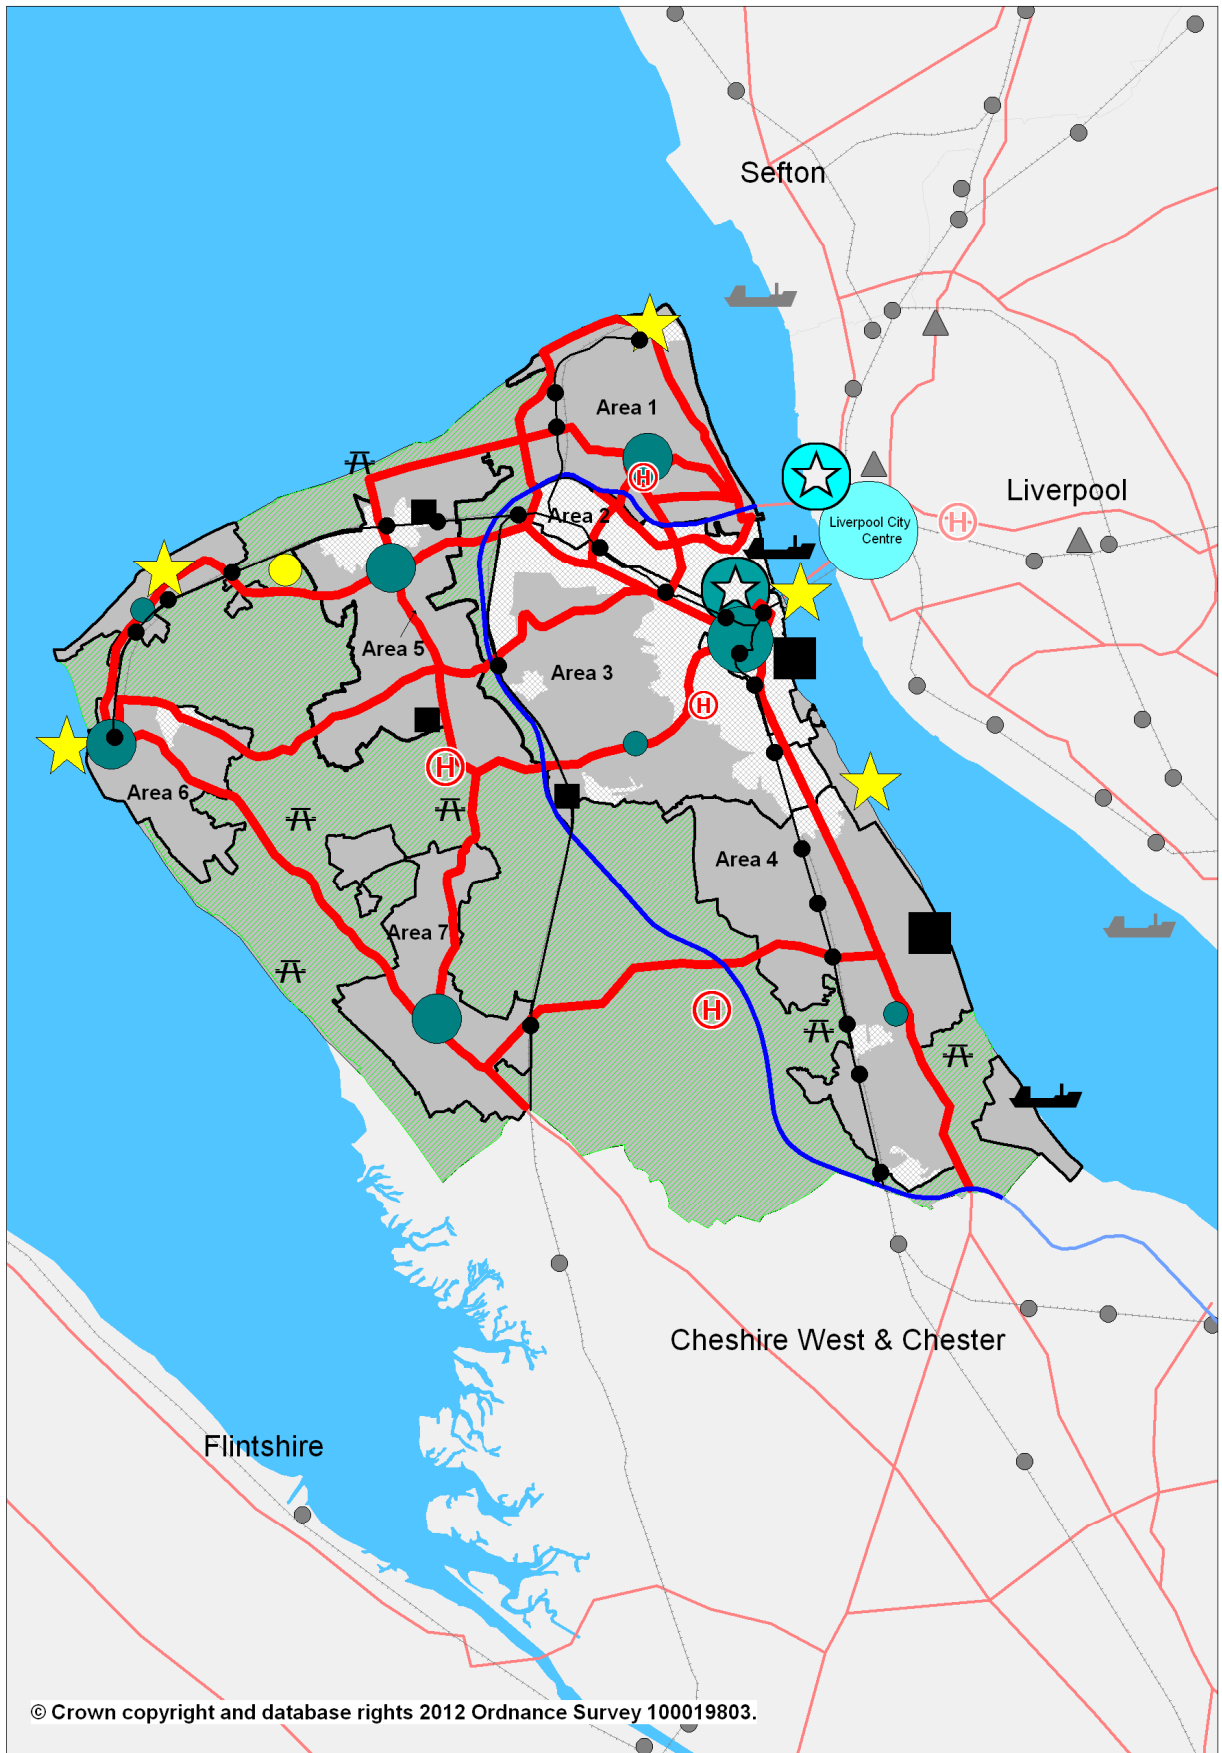 Sefton
Area 1
H
Liverpool
Area 2
Liverpool City
Centre
H
Area 5
Area 3
H
H
Area 6
Area 4
Area 7
H
Cheshire West & Chester
Flintshire
© Crown copyright and database rights 2012 Ordnance Survey 100019803.